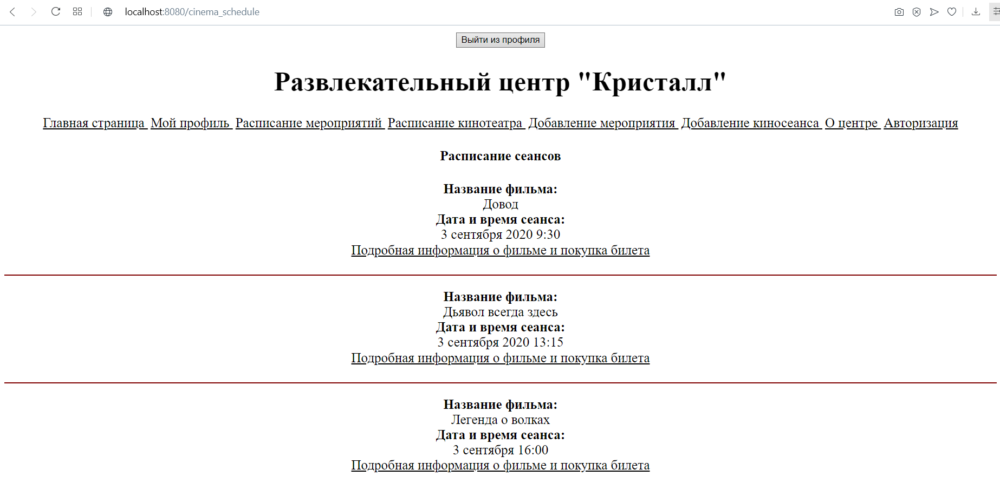 localhost:8080/cinema_schedule
Выйти из профиля
Развлекательный центр "Кристалл"
Главная страница Мой профиль Расписание мероприятий Расписание кинотеатра Добавление мероприятия Добавление киносеанса О центре Авторизация
Расписание сеансов
Название фильма:
Довод
Дата и время сеанса:
3 сентября 2020 9:30
Подробная информация о фильме и покупка билета
Название фильма:
Дьявол всегда здесь
Дата и время сеанса:
3 сентября 2020 13:15
Подробная информация о фильме и покупка билета
Название фильма:
Легенда о волках
Дата и время сеанса:
3 сентября 16:00
Подробная информация о фильме и покупка билета